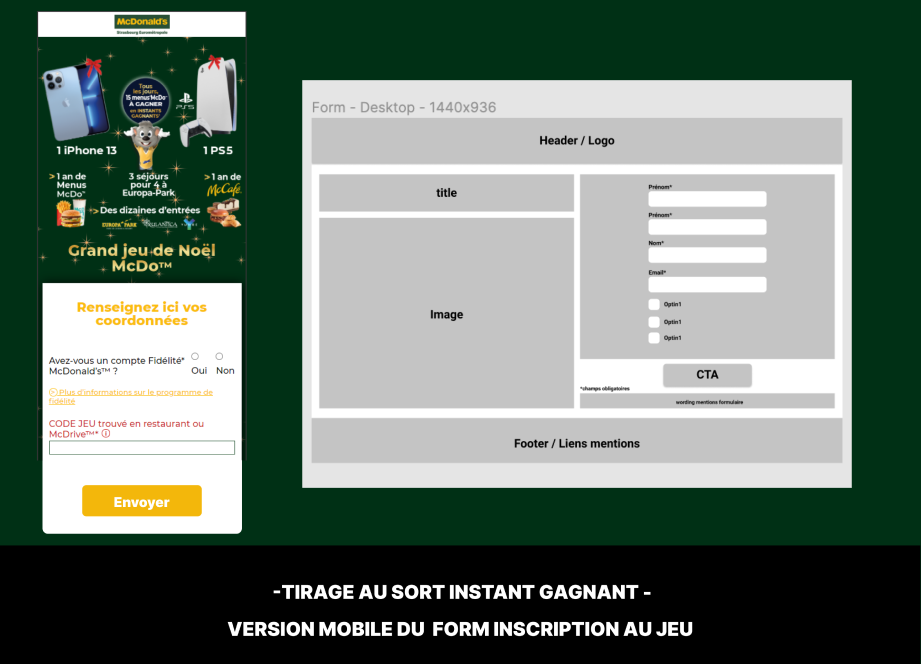 McDonald's
Strasbourg Eurométropole
Tous
les jours,
15 menus McDo™
À GAGNER
en INSTANTS
GAGNANTS*
PS5
1 iPhone 13
1 PS5
>1 an de
Menus
McDo™
3 séjours
pour 4 à
Europa-Park
>1 an de
McCafé
> Des dizaines d'entrées
EUROPA PARK
RULANTICA
Grand jeu de Noël
McDo™
Renseignez ici vos
coordonnées
Avez-vous un compte Fidélité*
McDonald's™ ?
Oui Non
> Plus d'informations sur le programme de
fidélité
CODE JEU trouvé en restaurant ou
McDrive™* ⓘ
Envoyer
Form - Desktop - 1440x936
Header / Logo
title
Image
Prénom*
Prénom*
Nom*
Email*
Optin1
Optin1
Optin1
CTA
*champs obligatoires
wording mentions formulaire
Footer / Liens mentions
-TIRAGE AU SORT INSTANT GAGNANT -
VERSION MOBILE DU FORM INSCRIPTION AU JEU